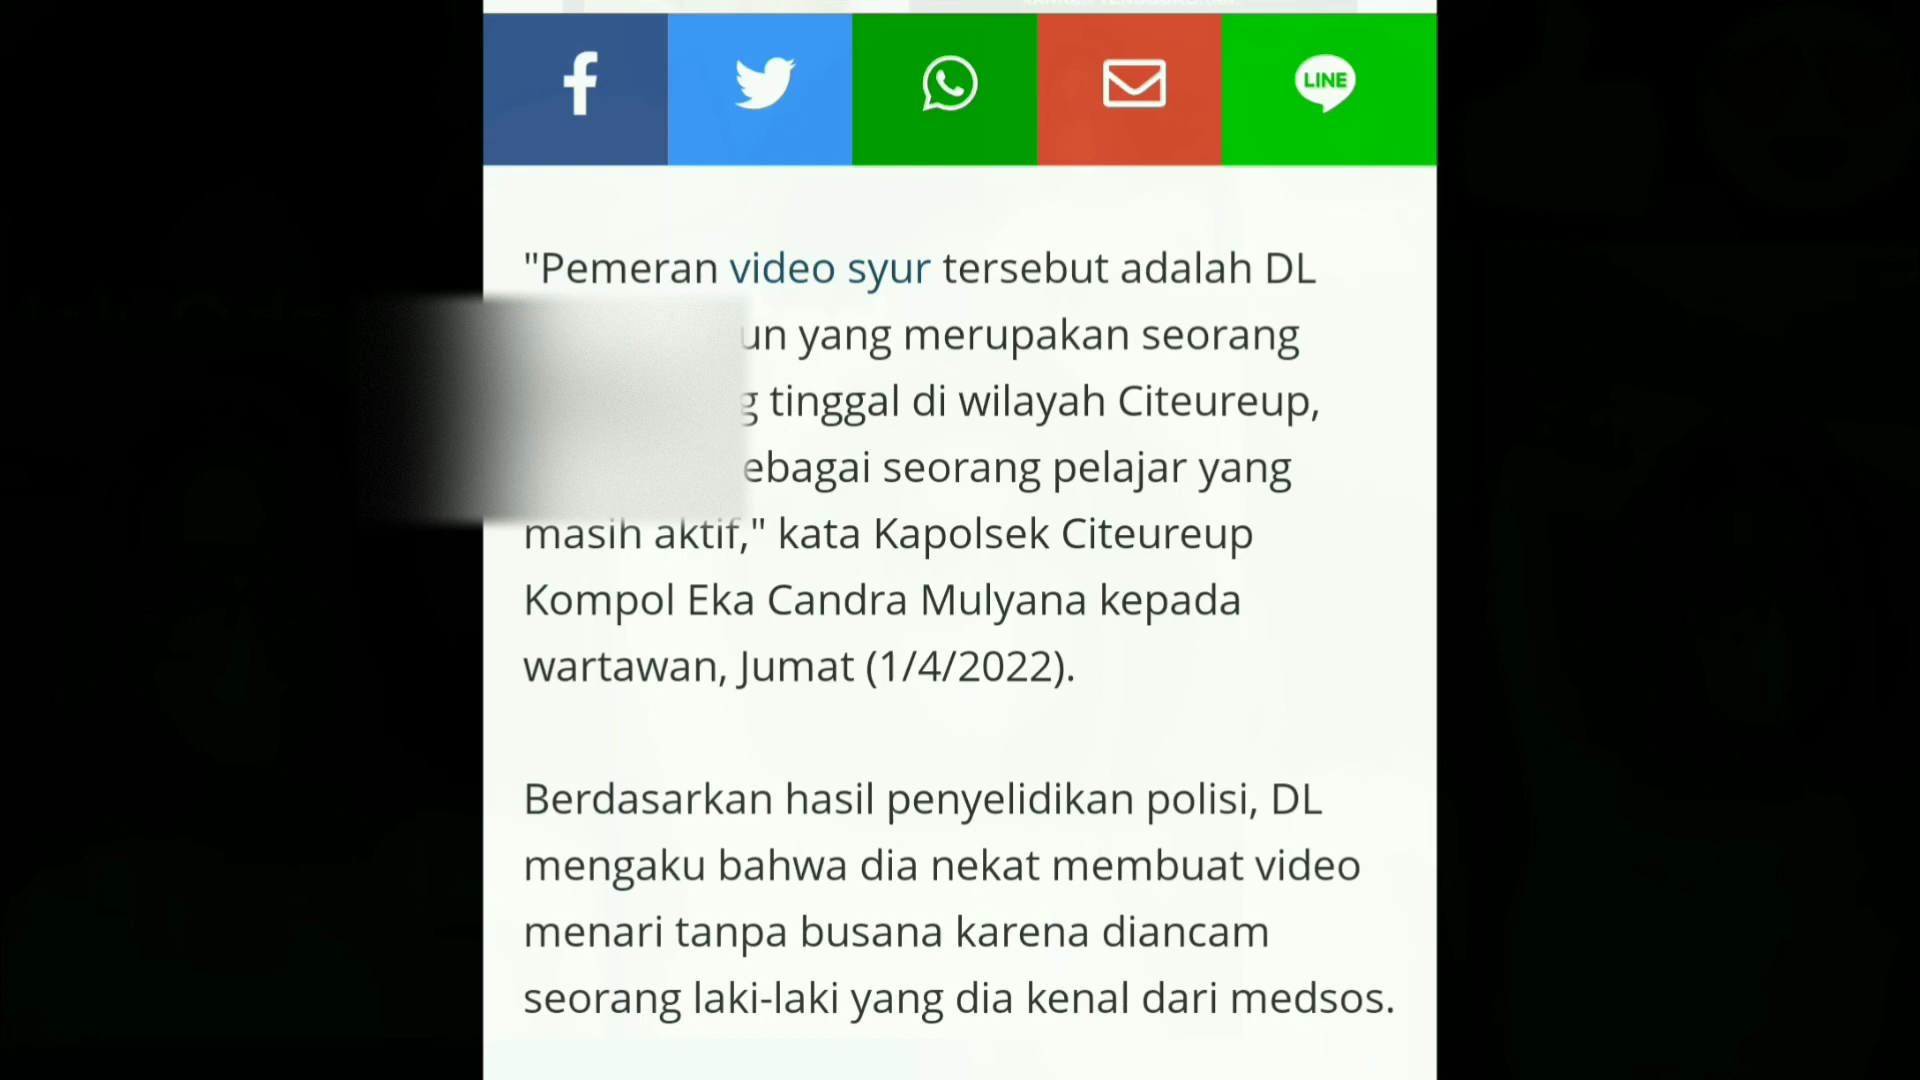 LINE
"Pemeran video syur tersebut adalah DL
yang merupakan seorang
tinggal di wilayah Citeureup,
seorang pelajar yang
masih aktif," kata Kapolsek Citeureup
Kompol Eka Candra Mulyana kepada
wartawan, Jumat (1/4/2022).
Berdasarkan hasil penyelidikan polisi, DL
mengaku bahwa dia nekat membuat video
menari tanpa busana karena diancam
seorang laki-laki yang dia kenal dari medsos.